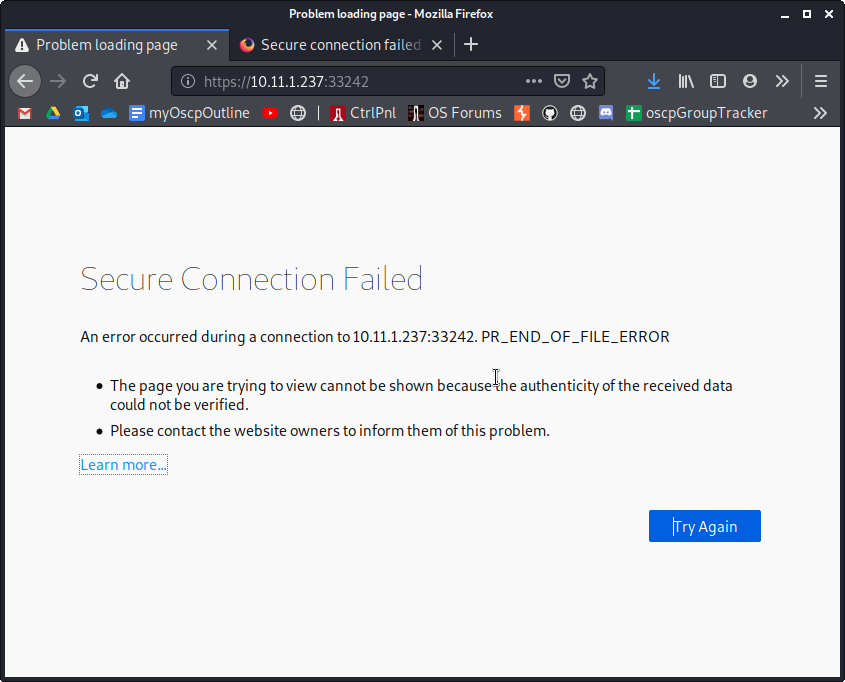 Problem loading page - Mozilla Firefox
Problem loading page
Secure connection failed
https://10.11.1.237:33242
myOscpOutline
CtrlPnl
OS Forums
oscpGroupTracker
Secure Connection Failed
An error occurred during a connection to 10.11.1.237:33242. PR_END_OF_FILE_ERROR
The page you are trying to view cannot be shown because the authenticity of the received data
could not be verified.
Please contact the website owners to inform them of this problem.
Learn more...
Try Again